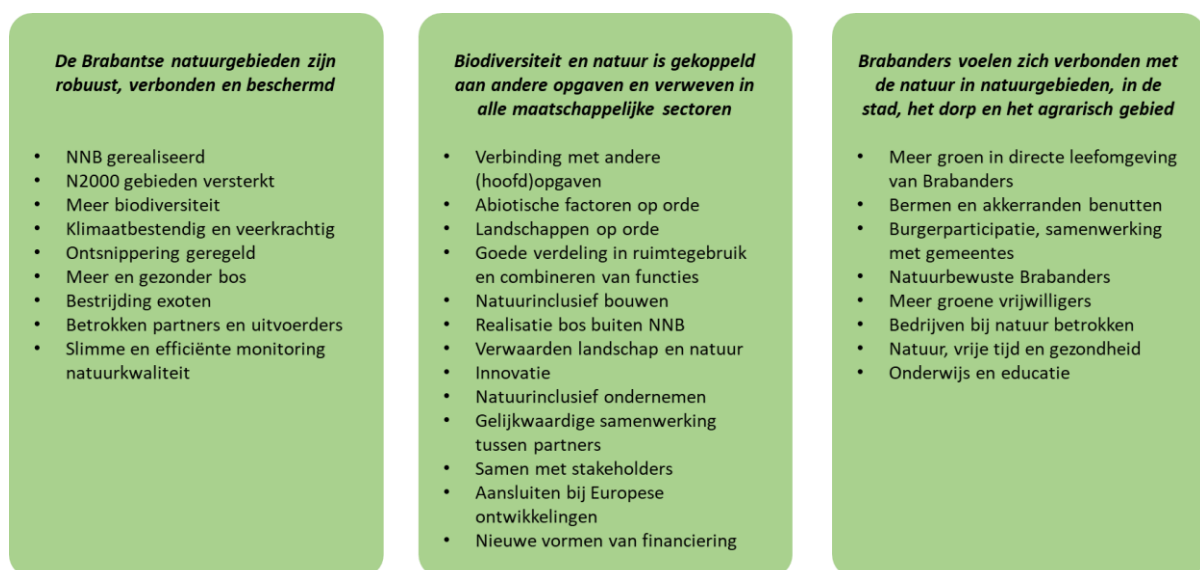 De Brabantse natuurgebieden zijn
robuust, verbonden en beschermd
• NNB gerealiseerd
• N2000 gebieden versterkt
• Meer biodiversiteit
• Klimaatbestendig en veerkrachtig
• Ontsnippering geregeld
• Meer en gezonder bos
• Bestrijding exoten
• Betrokken partners en uitvoerders
• Slimme en efficiënte monitoring
natuurkwaliteit
Biodiversiteit en natuur is gekoppeld
aan andere opgaven en verweven in
alle maatschappelijke sectoren
• Verbinding met andere
(hoofd)opgaven
• Abiotische factoren op orde
• Landschappen op orde
• Goede verdeling in ruimtegebruik
en combineren van functies
• Natuurinclusief bouwen
• Realisatie bos buiten NNB
• Verwaarden landschap en natuur
• Innovatie
• Natuurinclusief ondernemen
• Gelijkwaardige samenwerking
tussen partners
• Samen met stakeholders
• Aansluiten bij Europese
ontwikkelingen
• Nieuwe vormen van financiering
Brabanders voelen zich verbonden met
de natuur in natuurgebieden, in de
stad, het dorp en het agrarisch gebied
• Meer groen in directe leefomgeving
van Brabanders
• Bermen en akkerranden benutten
• Burgerparticipatie, samenwerking
met gemeentes
• Natuurbewuste Brabanders
• Meer groene vrijwilligers
• Bedrijven bij natuur betrokken
• Natuur, vrije tijd en gezondheid
• Onderwijs en educatie